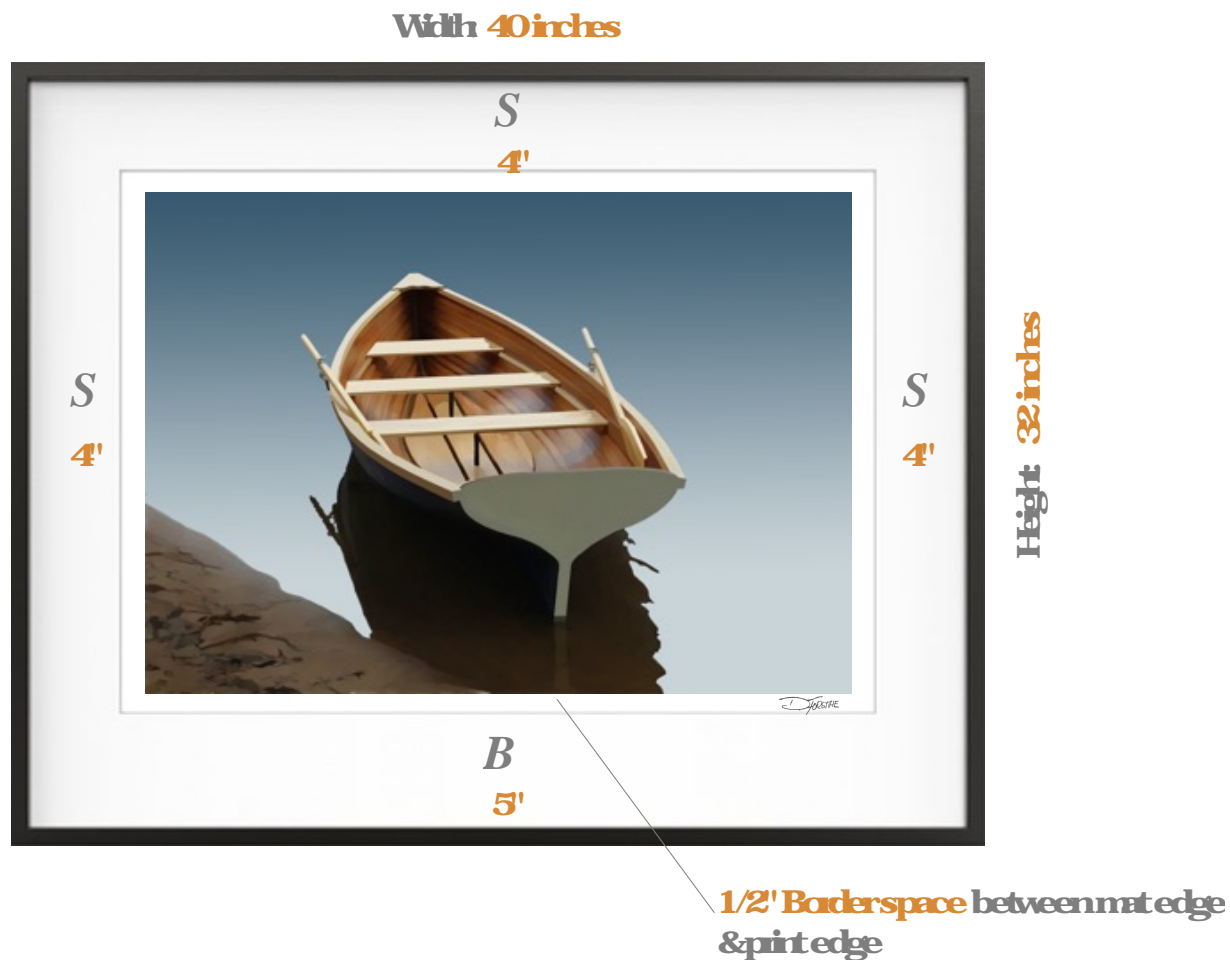 Width: 40 inches
S
4"
S
4"
S
4"
Height: 32 inches
B
5"
1/2" Border space between mat edge
& print edge